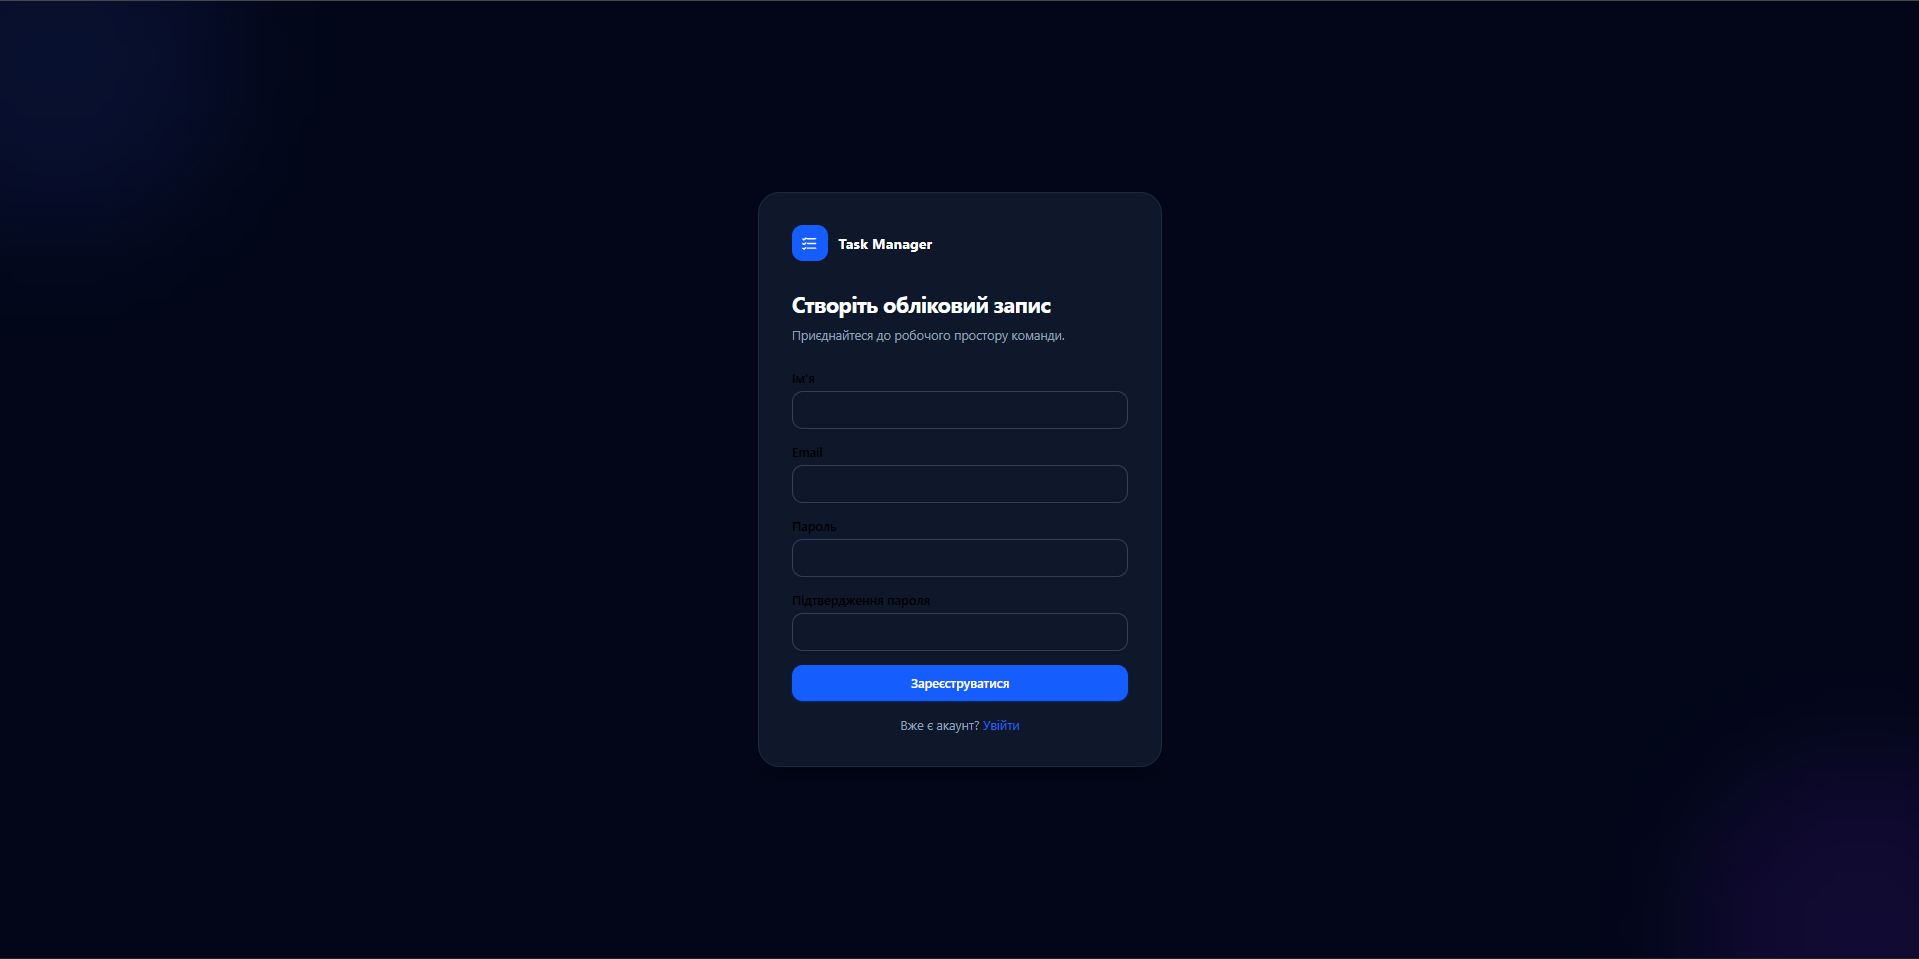 Task Manager
Створіть обліковий запис
Приєднайтеся до робочого простору команди.
Ім'я
Email
Пароль
Підтвердження пароля
Зареєструватися
Вже є акаунт? Увійти